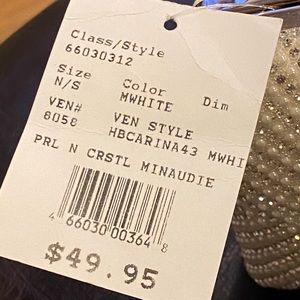 Class/Style
66030312
Size Color Dim
N/S MWHITE
VEN# VEN STYLE
8058 HBCARINA43 MWHI
PRL N CRSTL MINAUDIE
4 66030 00364 8
$49.95